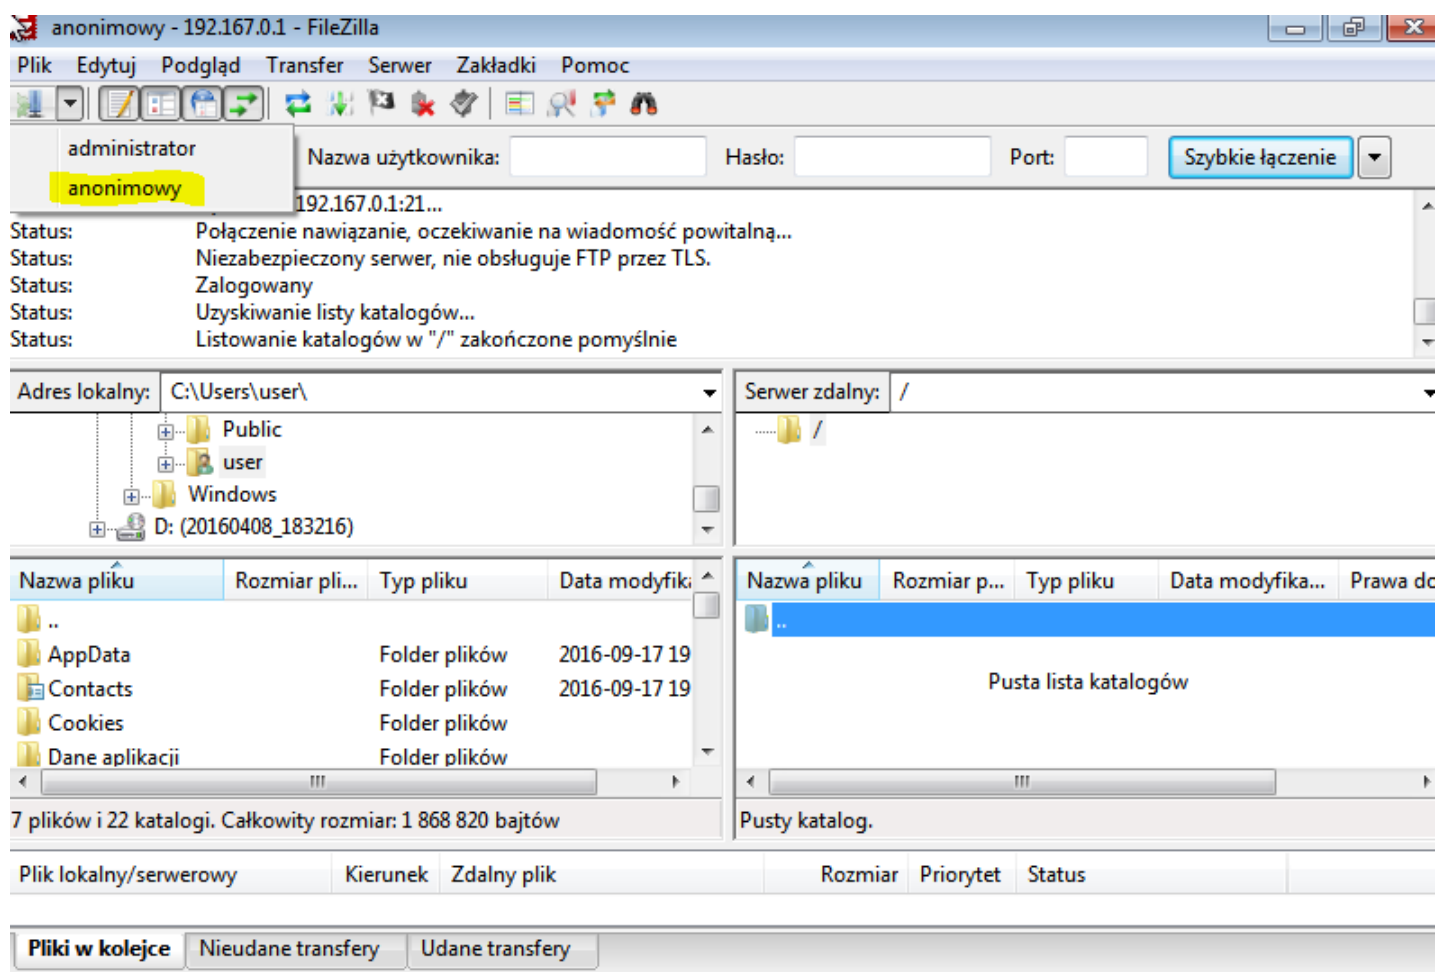 anonimowy - 192.167.0.1 - FileZilla
Plik Edytuj Podgląd Transfer Serwer Zakładki Pomoc
administrator
anonimowy
Nazwa użytkownika: Hasło: Port: Szybkie łączenie
192.167.0.1:21...
Status: Połączenie nawiązanie, oczekiwanie na wiadomość powitalną...
Status: Niezabezpieczony serwer, nie obsługuje FTP przez TLS.
Status: Zalogowany
Status: Uzyskiwanie listy katalogów...
Status: Listowanie katalogów w "/" zakończone pomyślnie
Adres lokalny: C:\Users\user\
Public
user
Windows
D: (20160408_183216)
Serwer zdalny: /
/
Nazwa pliku Rozmiar pli... Typ pliku Data modyfik
..
AppData Folder plików 2016-09-17 19
Contacts Folder plików 2016-09-17 19
Cookies Folder plików
Dane aplikacji Folder plików
7 plików i 22 katalogi. Całkowity rozmiar: 1 868 820 bajtów
Nazwa pliku Rozmiar p... Typ pliku Data modyfika... Prawa do
..
Pusta lista katalogów
Pusty katalog.
Plik lokalny/serwerowy Kierunek Zdalny plik Rozmiar Priorytet Status
Pliki w kolejce Nieudane transfery Udane transfery